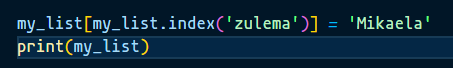 my_list[my_list.index('zulema')] = 'Mikaela'
print(my_list)